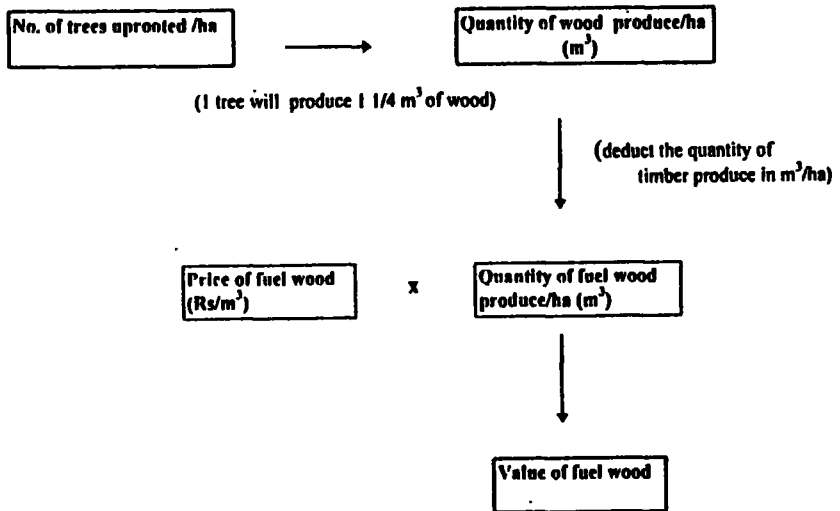 No. of trees upronted /ha
Quantity of wood produce/ha
(m³)
(1 tree will produce 1 1/4 m³ of wood)
(deduct the quantity of
timber produce in m³/ha)
Price of fuel wood
(Rs/m³)
x
Quantity of fuel wood
produce/ha (m³)
Value of fuel wood